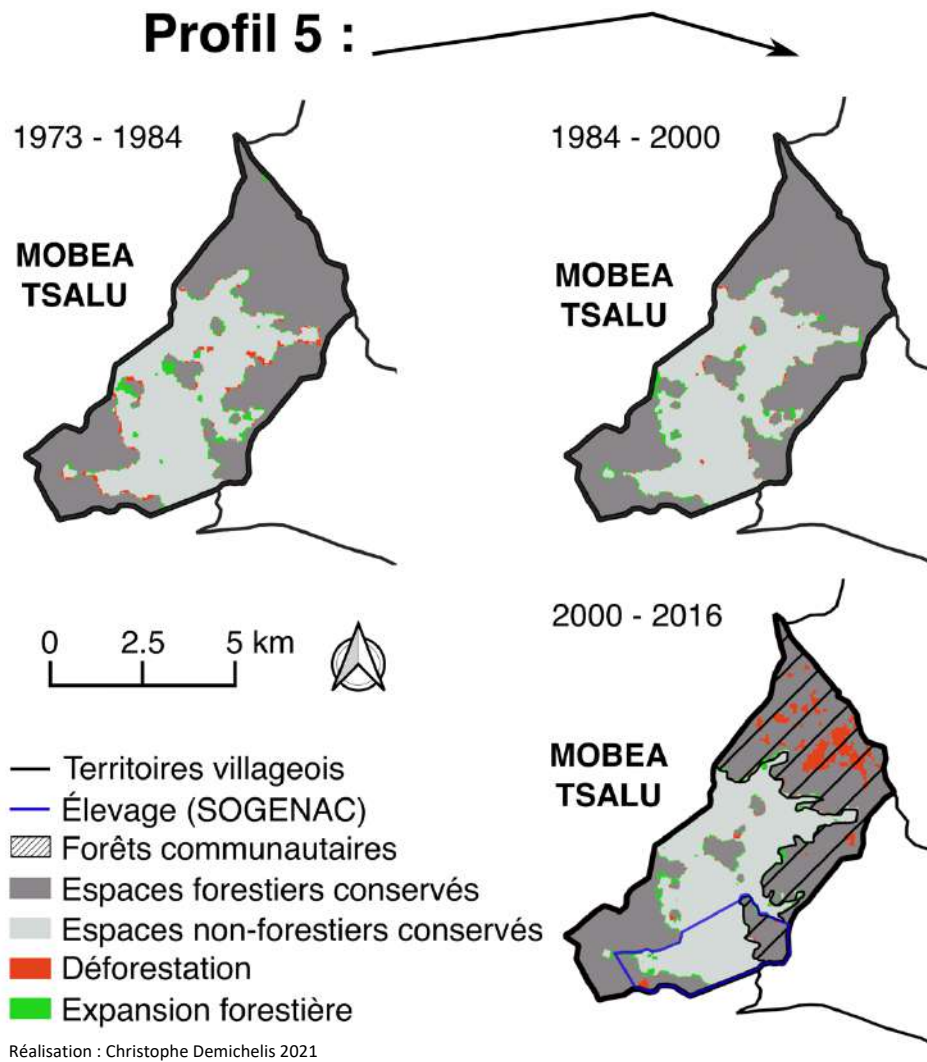 Profil 5 :
1973 - 1984
MOBEA
TSALU
1984 - 2000
MOBEA
TSALU
2000 - 2016
MOBEA
TSALU
0 2.5 5 km
Territoires villageois
Élevage (SOGENAC)
Forêts communautaires
Espaces forestiers conservés
Espaces non-forestiers conservés
Déforestation
Expansion forestière
Réalisation : Christophe Demichelis 2021